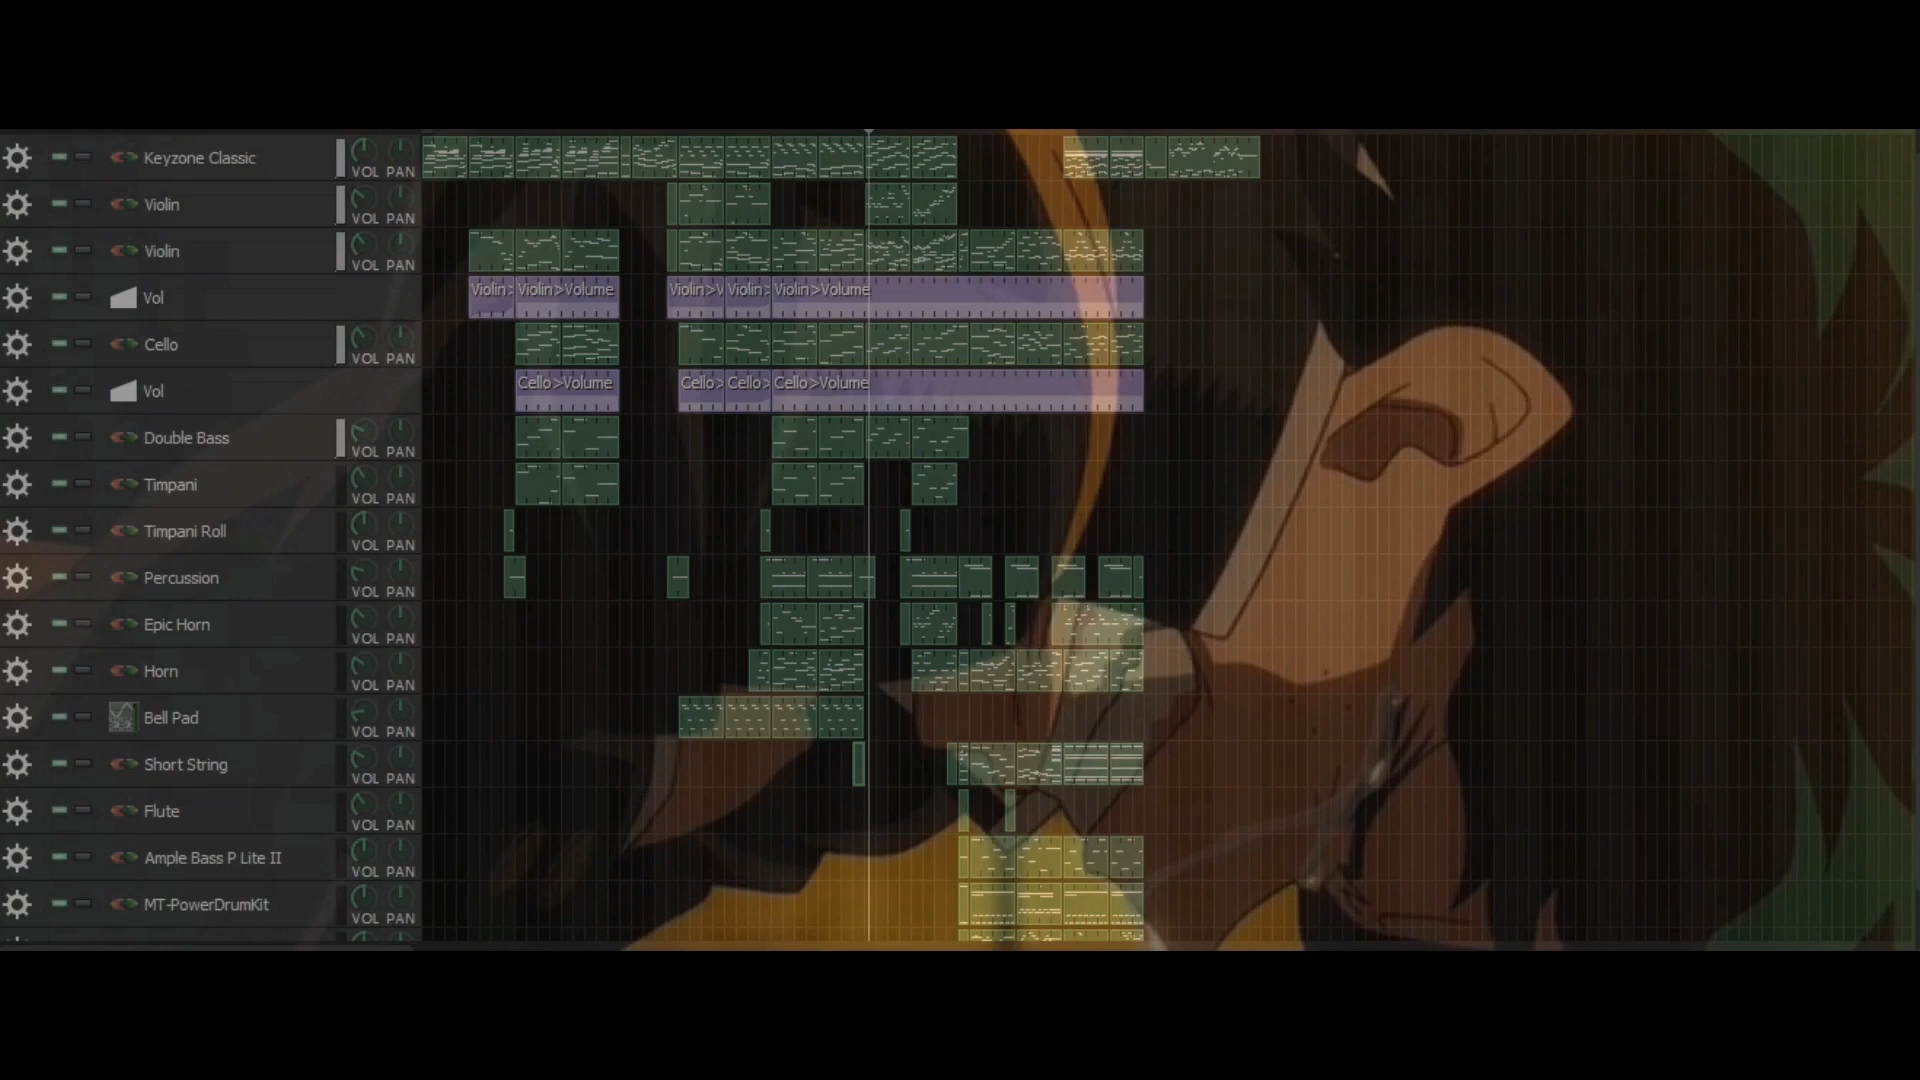 Keyzone Classic VOL PAN
Violin VOL PAN
Violin VOL PAN
Vol Violin> Violin>Volume Violin>V Violin> Violin>Volume
Cello VOL PAN
Vol Cello>Volume Cello> Cello> Cello>Volume
Double Bass VOL PAN
Timpani VOL PAN
Timpani Roll VOL PAN
Percussion VOL PAN
Epic Horn VOL PAN
Horn VOL PAN
Bell Pad VOL PAN
Short String VOL PAN
Flute VOL PAN
Ample Bass P Lite II VOL PAN
MT-PowerDrumKit VOL PAN